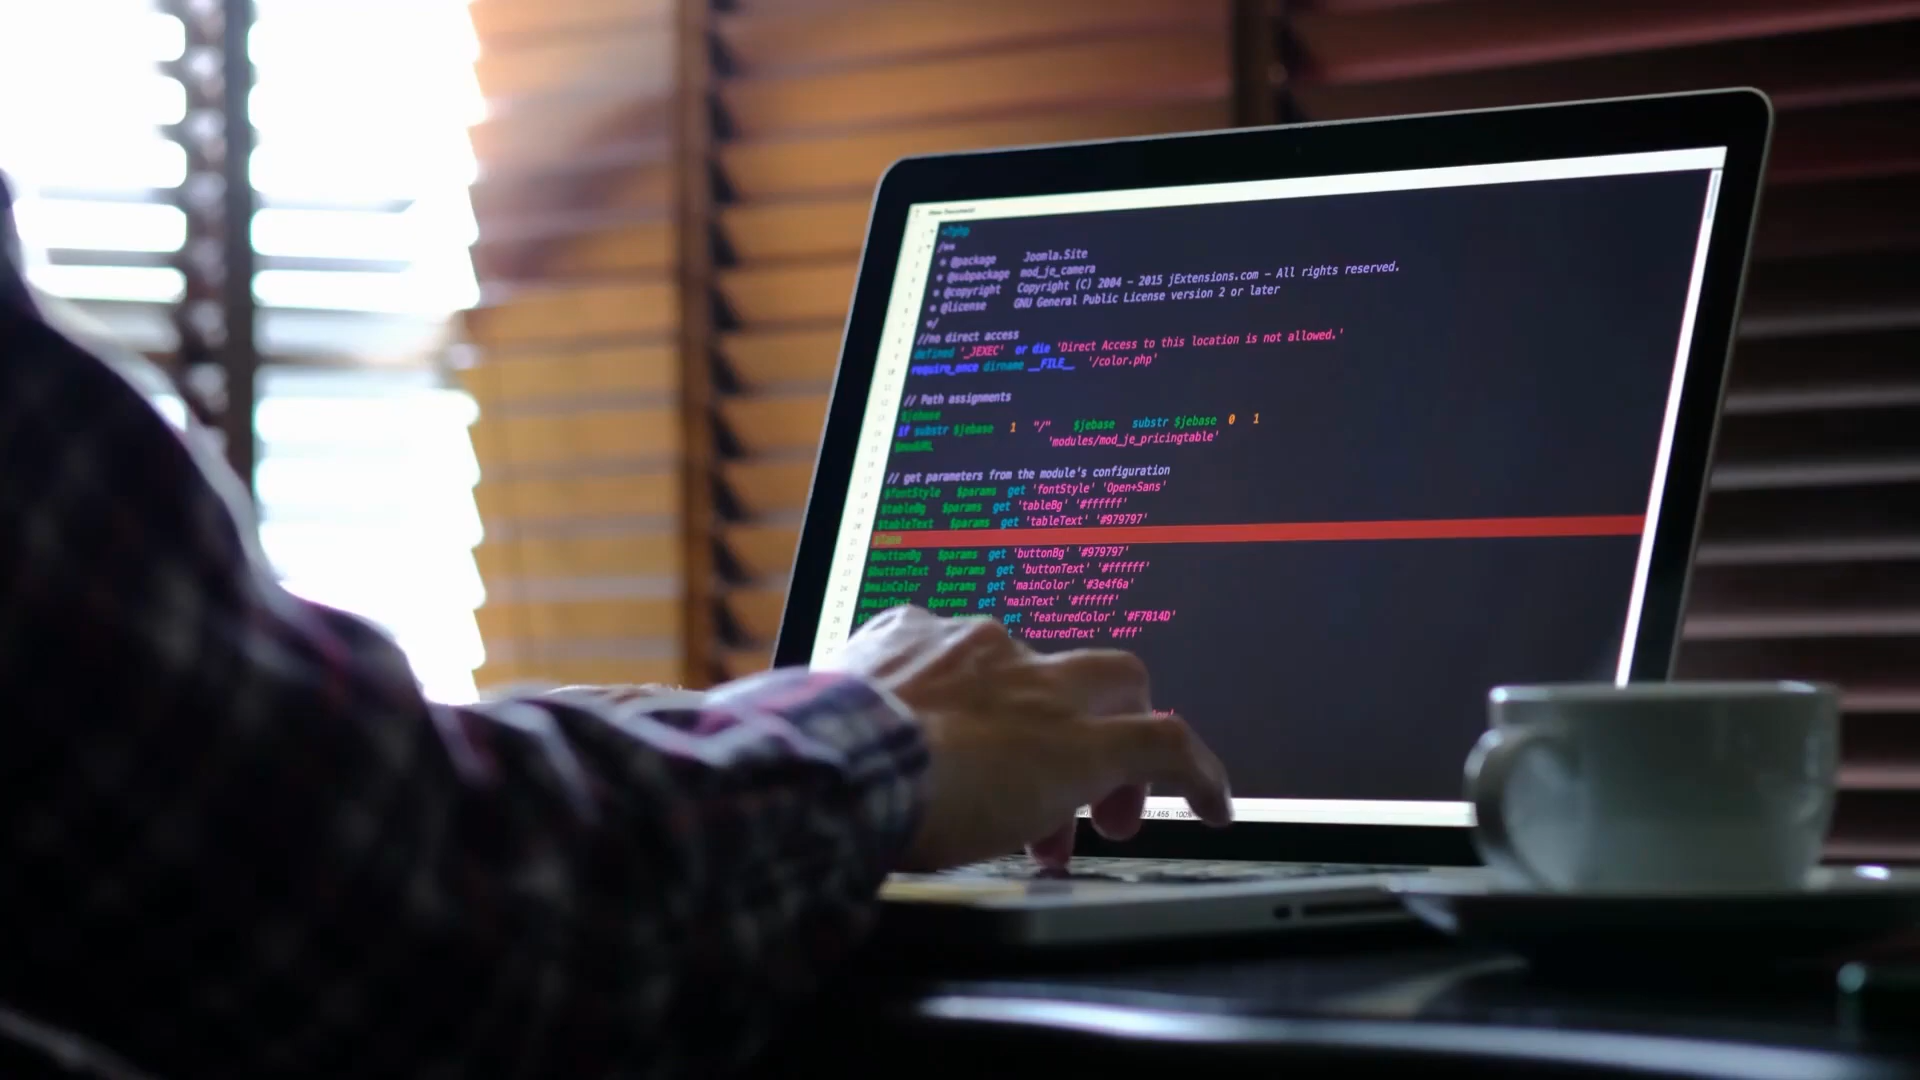 <?php
/**
* @package Joomla.Site
* @subpackage mod_je_camera
* @copyright Copyright (C) 2004 - 2015 jExtensions.com - All rights reserved.
* @license GNU General Public License version 2 or later
*/
//no direct access
defined '_JEXEC' or die 'Direct Access to this location is not allowed.'
require_once dirname __FILE__ '/color.php'
// Path assignments
$jebase
if substr $jebase 1 "/" $jebase substr $jebase 0 1
$modURL 'modules/mod_je_pricingtable'
// get parameters from the module's configuration
$fontStyle $params get 'fontStyle' 'Open+Sans'
$tableBg $params get 'tableBg' '#ffffff'
$tableText $params get 'tableText' '#979797'
$buttonBg $params get 'buttonBg' '#979797'
$buttonText $params get 'buttonText' '#ffffff'
$mainColor $params get 'mainColor' '#3e4f6a'
$mainText $params get 'mainText' '#ffffff'
get 'featuredColor' '#F7814D'
'featuredText' '#fff'